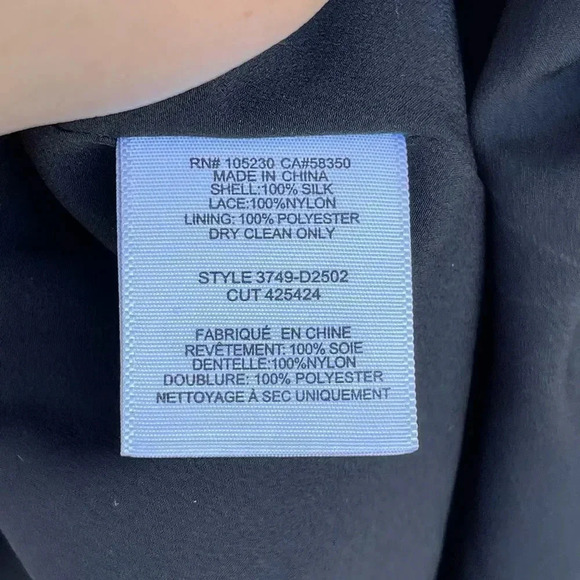 RN# 105230 CA#58350
MADE IN CHINA
SHELL:100% SILK
LACE:100%NYLON
LINING: 100% POLYESTER
DRY CLEAN ONLY
STYLE 3749-D2502
CUT 425424
FABRIQUÉ EN CHINE
REVÊTEMENT: 100% SOIE
DENTELLE:100%NYLON
DOUBLURE: 100% POLYESTER
NETTOYAGE À SEC UNIQUEMENT